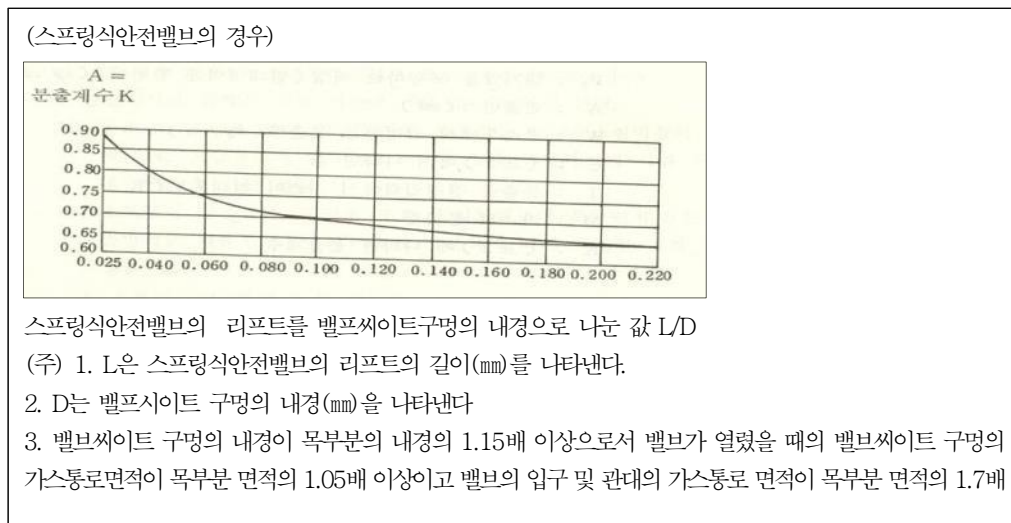 (스프링식안전밸브의 경우)
A =
분출계수 K
0.90
0.85
0.80
0.75
0.70
0.65
0.60
0.025 0.040 0.060 0.080 0.100 0.120 0.140 0.160 0.180 0.200 0.220
스프링식안전밸브의 리프트를 밸프씨이트구멍의 내경으로 나눈 값 L/D
(주) 1. L은 스프링식안전밸브의 리프트의 길이(㎜)를 나타낸다.
2. D는 밸프시이트 구멍의 내경(㎜)을 나타낸다
3. 밸브씨이트 구멍의 내경이 목부분의 내경의 1.15배 이상으로서 밸브가 열렸을 때의 밸브씨이트 구멍의
가스통로면적이 목부분 면적의 1.05배 이상이고 밸브의 입구 및 관대의 가스통로 면적이 목부분 면적의 1.7배